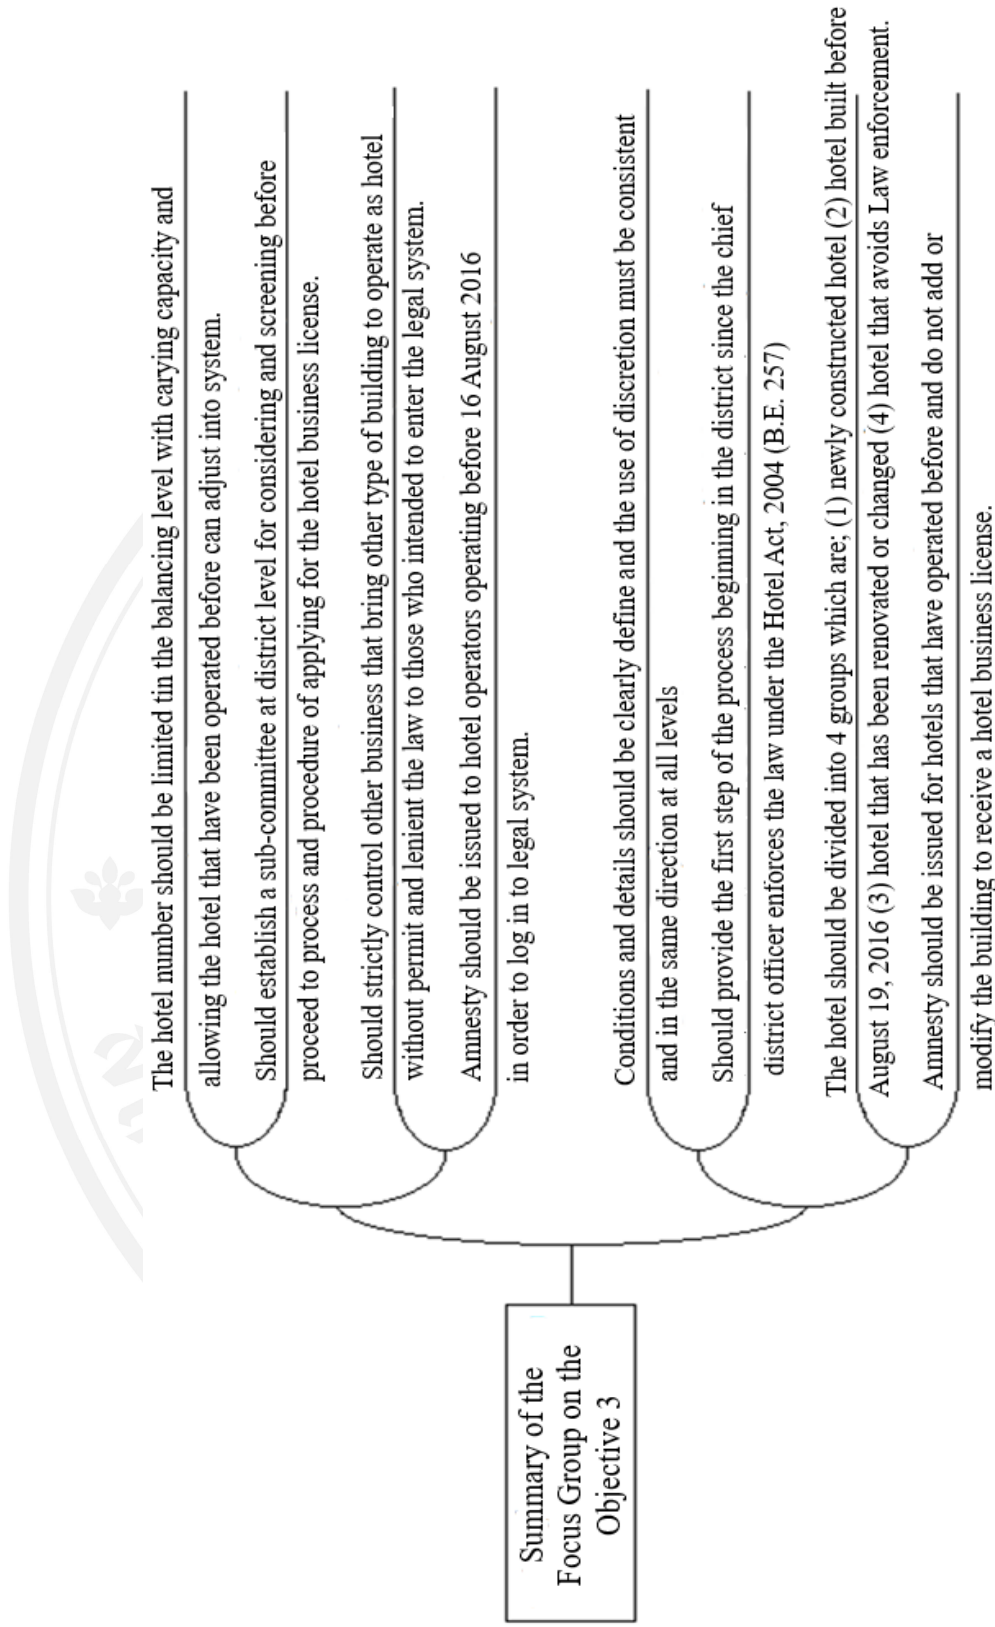 Summary of the
Focus Group on the
Objective 3
The hotel number should be limited tin the balancing level with carying capacity and
allowing the hotel that have been operated before can adjust into system.
Should establish a sub-committee at district level for considering and screening before
proceed to process and procedure of applying for the hotel business license.
Should strictly control other business that bring other type of building to operate as hotel
without permit and lenient the law to those who intended to enter the legal system.
Amnesty should be issued to hotel operators operating before 16 August 2016
in order to log in to legal system.
Conditions and details should be clearly define and the use of discretion must be consistent
and in the same direction at all levels
Should provide the first step of the process beginning in the district since the chief
district officer enforces the law under the Hotel Act, 2004 (B.E. 257)
The hotel should be divided into 4 groups which are; (1) newly constructed hotel (2) hotel built before
August 19, 2016 (3) hotel that has been renovated or changed (4) hotel that avoids Law enforcement.
Amnesty should be issued for hotels that have operated before and do not add or
modify the building to receive a hotel business license.